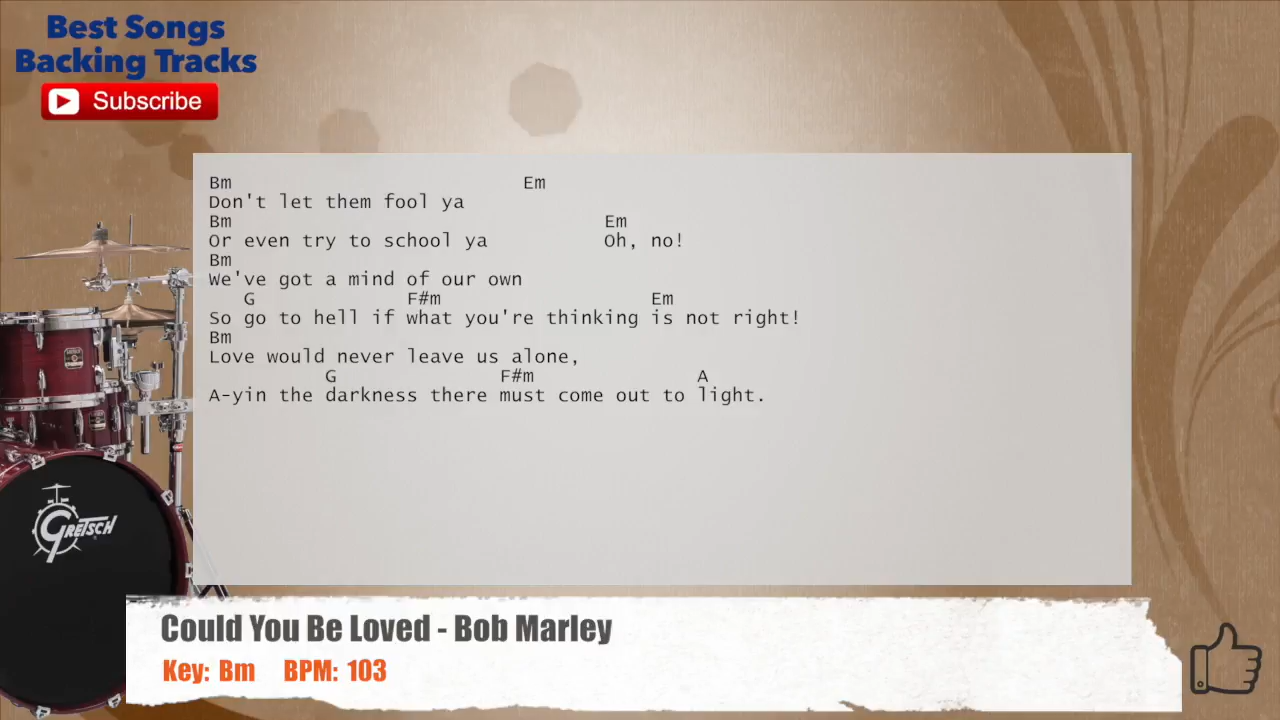 Best Songs
Backing Tracks
Subscribe
Bm Em
Don't let them fool ya
Bm Em
Or even try to school ya Oh, no!
Bm
We've got a mind of our own
G F#m Em
So go to hell if what you're thinking is not right!
Bm
Love would never leave us alone,
G F#m A
A-yin the darkness there must come out to light.
GRETSCH
Could You Be Loved - Bob Marley
Key: Bm BPM: 103